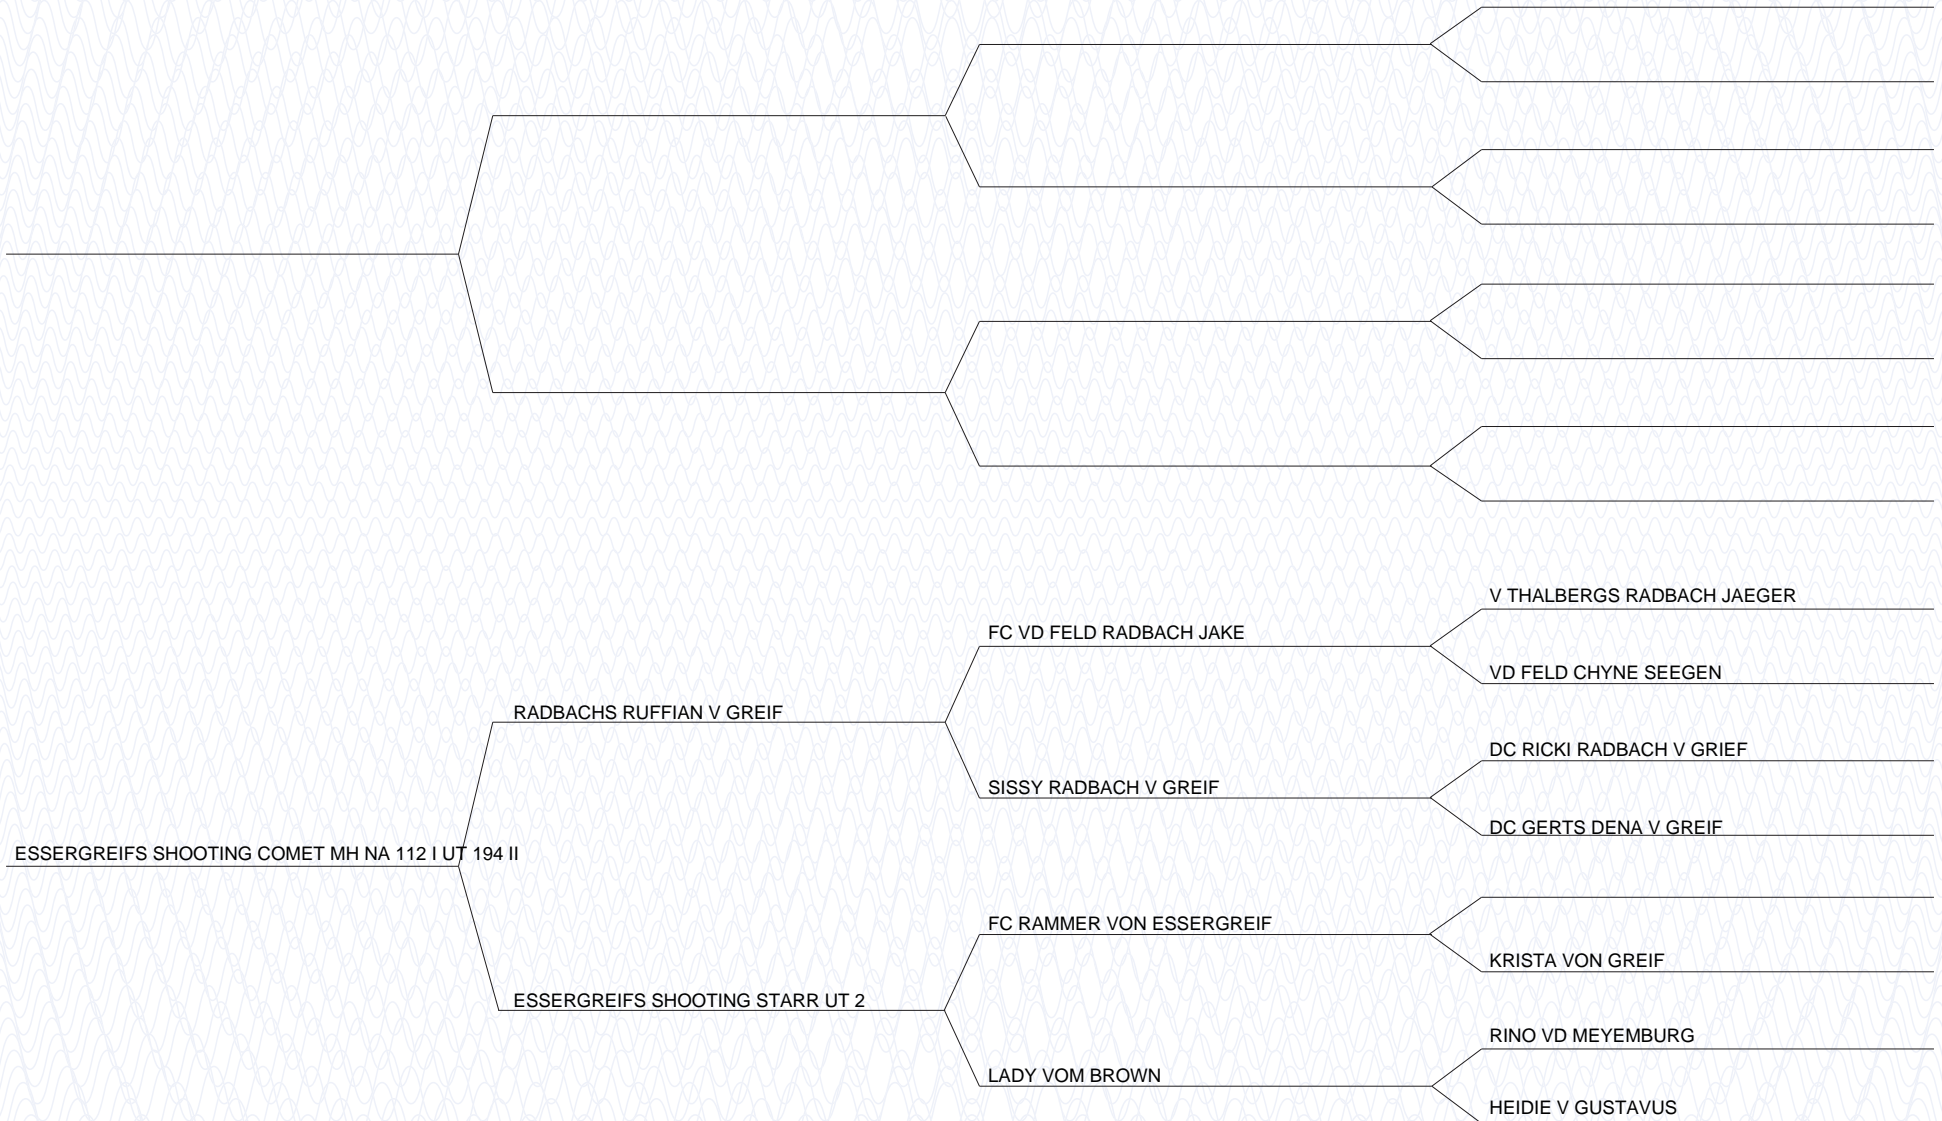 V THALBERGS RADBACH JAEGER
FC VD FELD RADBACH JAKE
VD FELD CHYNE SEEGEN
RADBACHS RUFFIAN V GREIF
DC RICKI RADBACH V GRIEF
SISSY RADBACH V GREIF
DC GERTS DENA V GREIF
ESSERGREIFS SHOOTING COMET MH NA 112 I UT 194 II
FC RAMMER VON ESSERGREIF
KRISTA VON GREIF
ESSERGREIFS SHOOTING STARR UT 2
RINO VD MEYEMBURG
LADY VOM BROWN
HEIDIE V GUSTAVUS